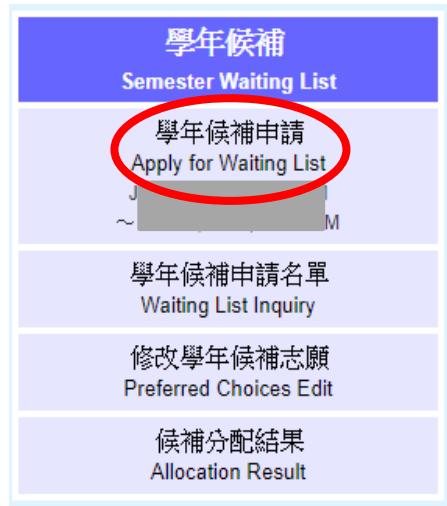 學年候補
Semester Waiting List
學年候補申請
Apply for Waiting List
J
～ M
學年候補申請名單
Waiting List Inquiry
修改學年候補志願
Preferred Choices Edit
候補分配結果
Allocation Result